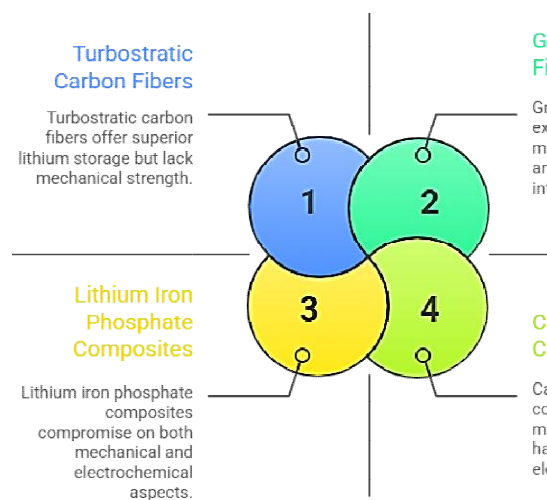 Turbostratic
Carbon Fibers
Turbostratic carbon
fibers offer superior
lithium storage but lack
mechanical strength.
1
2
Lithium Iron
Phosphate
Composites
Lithium iron phosphate
composites
compromise on both
mechanical and
electrochemical
aspects.
3
4